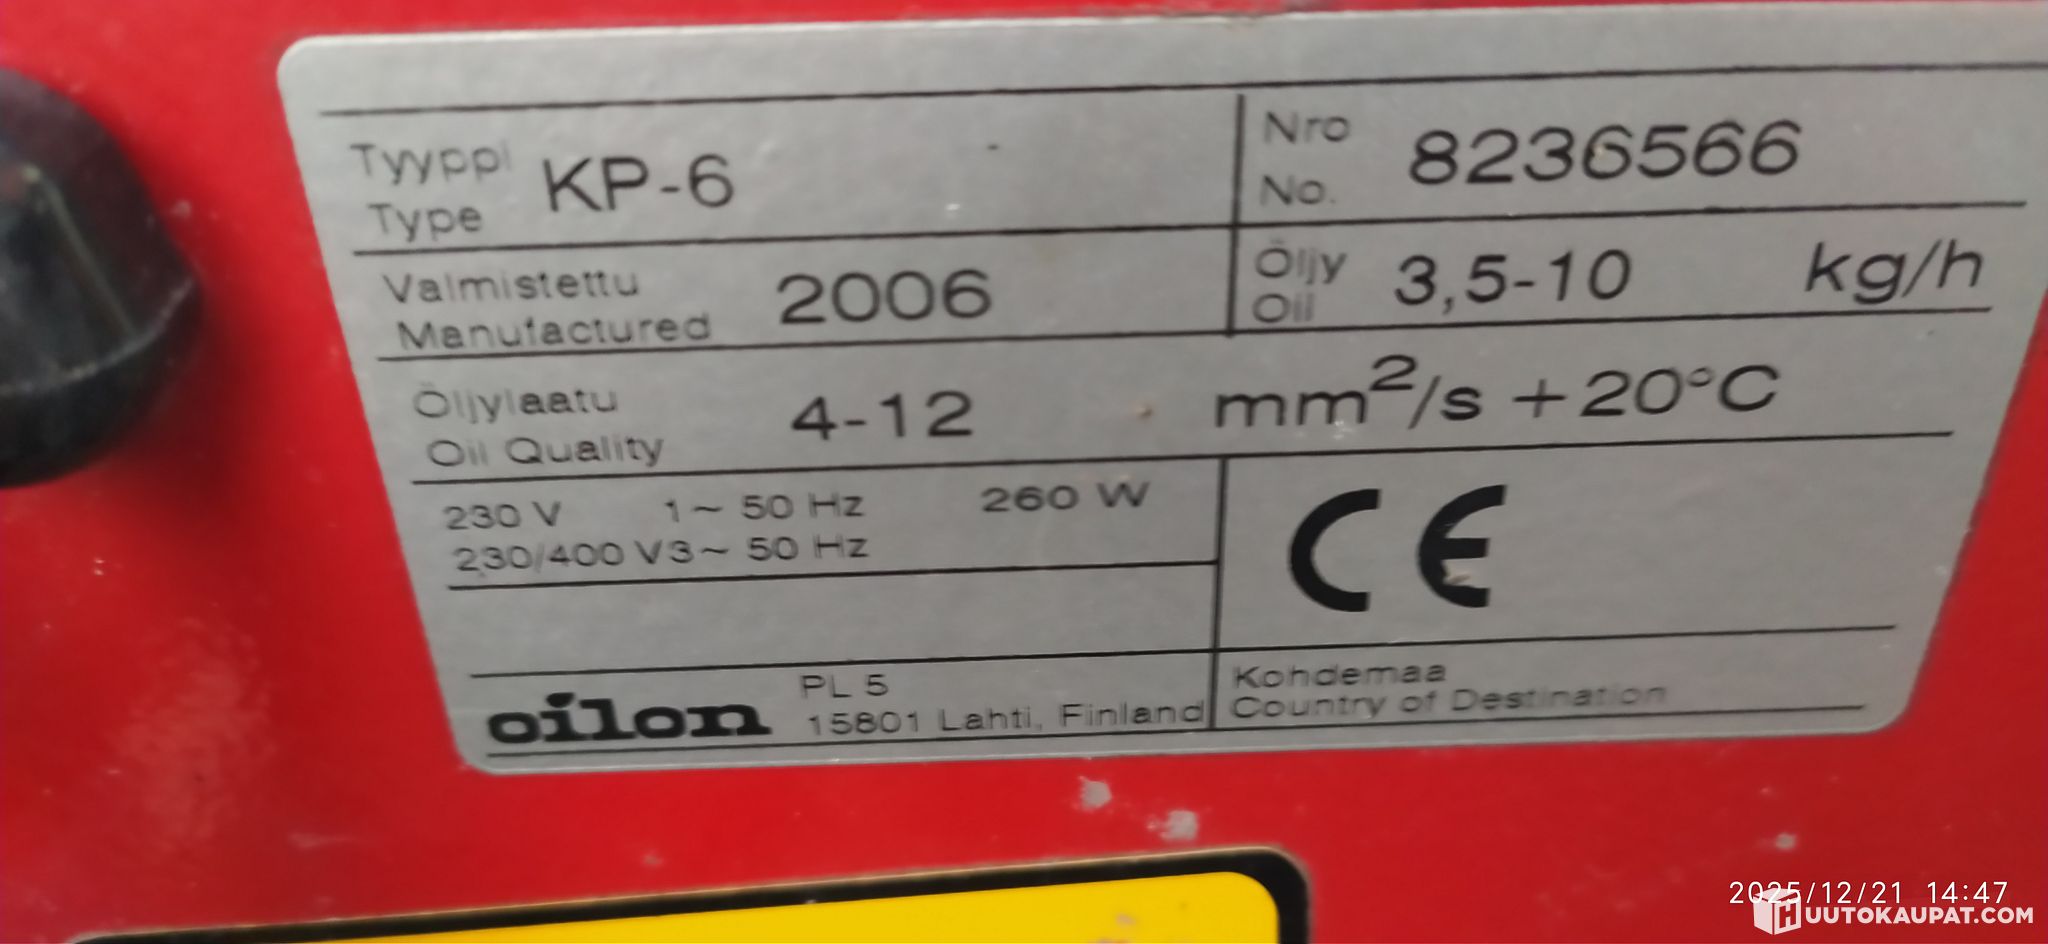 Tyyppi KP-6
Type
Nro 8236566
No.
Valmistettu 2006
Manufactured
Öljy 3,5-10 kg/h
Oil
Öljylaatu 4-12 mm²/s +20°C
Oil Quality
230 V 1~ 50 Hz 260 W
230/400 V3~ 50 Hz
CE
oilon PL 5
15801 Lahti, Finland
Kohdemaa
Country of Destination
2025/12/21 14:47
HUUTOKAUPAT.COM